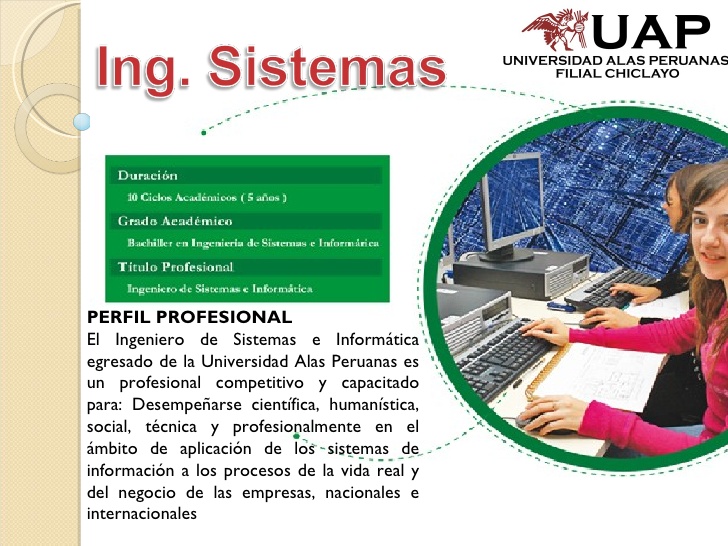 Ing. Sistemas
UAP
UNIVERSIDAD ALAS PERUANAS
FILIAL CHICLAYO
Duración
10 Ciclos Académicos ( 5 años )
Grado Académico
Bachiller en Ingeniería de Sistemas e Informárica
Título Profesional
Ingeniero de Sistemas e Informática
PERFIL PROFESIONAL
El Ingeniero de Sistemas e Informática
egresado de la Universidad Alas Peruanas es
un profesional competitivo y capacitado
para: Desempeñarse científica, humanística,
social, técnica y profesionalmente en el
ámbito de aplicación de los sistemas de
información a los procesos de la vida real y
del negocio de las empresas, nacionales e
internacionales